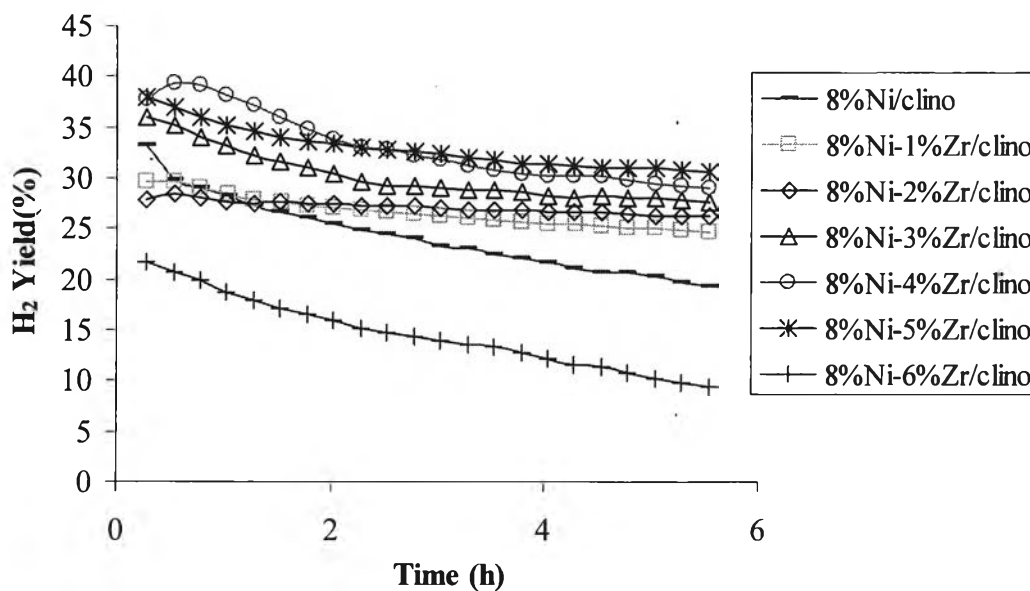 45
40
35
30
25
20
15
10
5
0
H₂ Yield(%)
0
2
4
6
Time (h)
8%Ni/clino
8%Ni-1%Zr/clino
8%Ni-2%Zr/clino
8%Ni-3%Zr/clino
8%Ni-4%Zr/clino
8%Ni-5%Zr/clino
8%Ni-6%Zr/clino